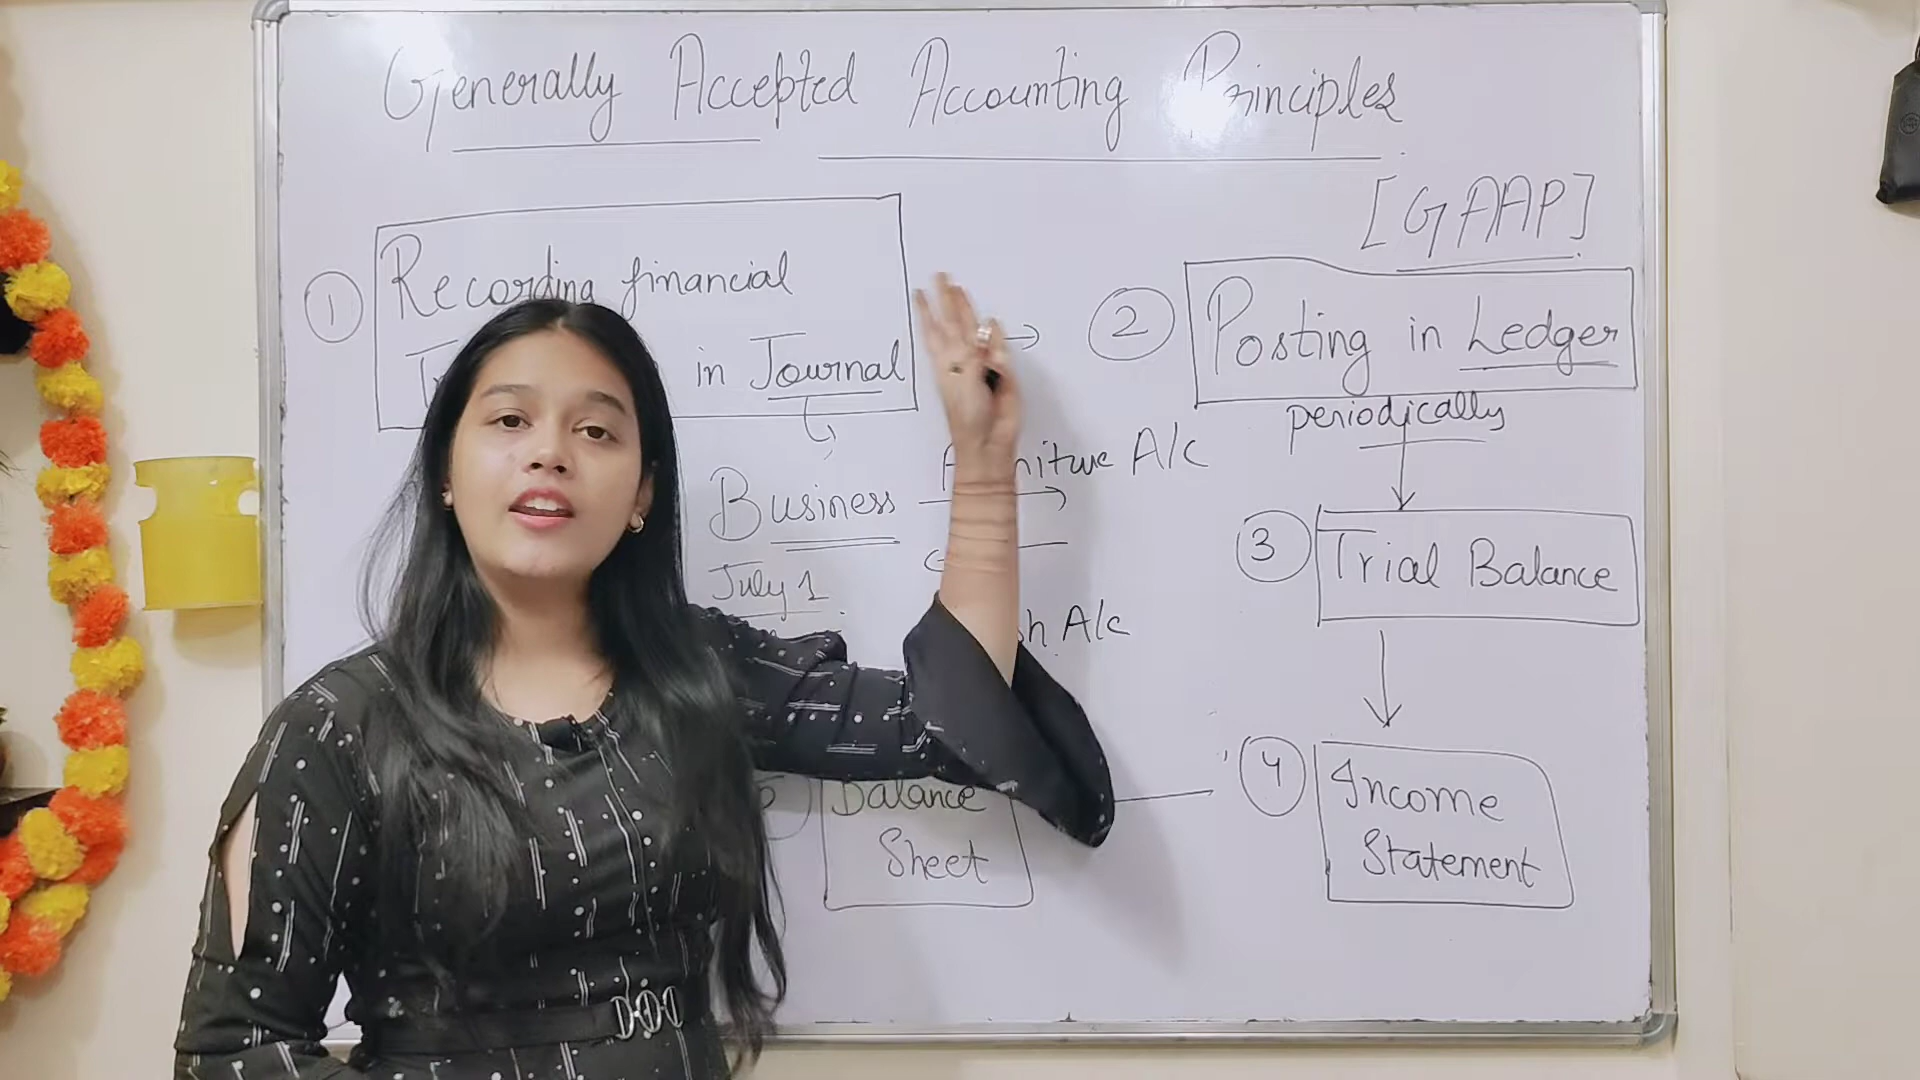 Generally Accepted Accounting Principles
[GAAP]
① Recording financial
in Journal
② Posting in Ledger
periodically
Business
A/c
July 1
A/c
③ Trial Balance
④ Income
Statement
Balance
Sheet